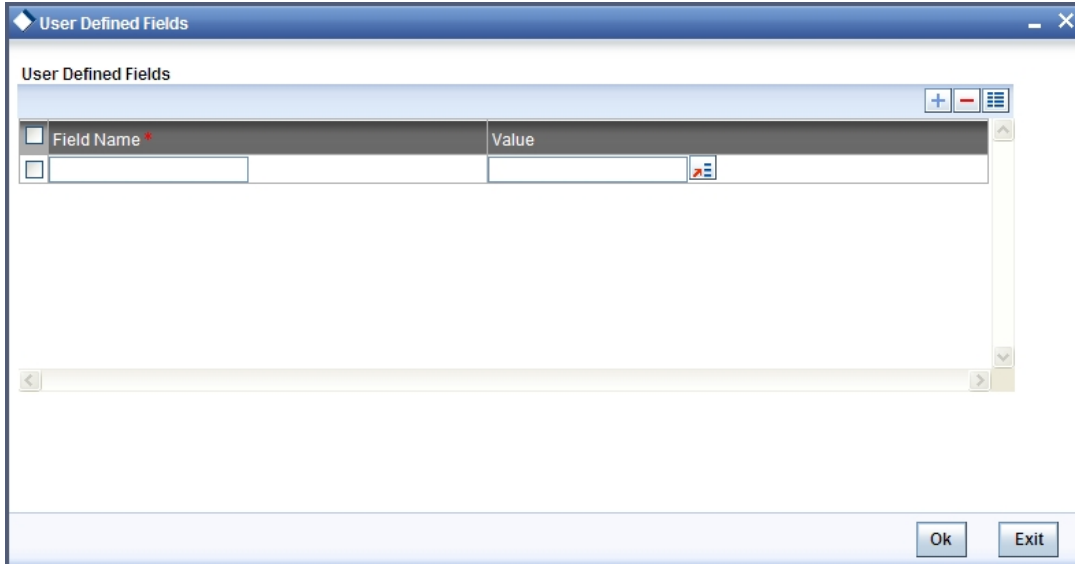 User Defined Fields
User Defined Fields
Field Name * Value
Ok Exit